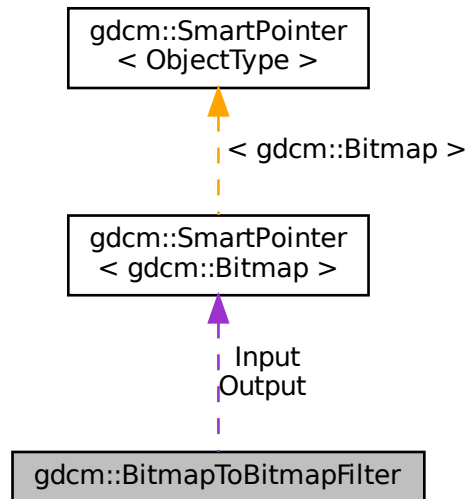 gdcm::SmartPointer
< ObjectType >
< gdcm::Bitmap >
gdcm::SmartPointer
< gdcm::Bitmap >
Input
Output
gdcm::BitmapToBitmapFilter